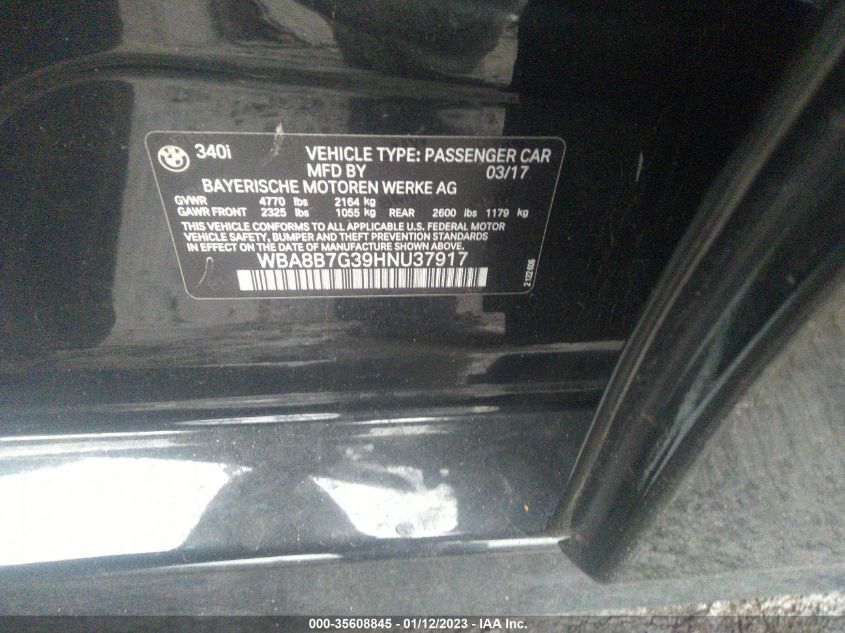 340i VEHICLE TYPE: PASSENGER CAR
MFD BY 03/17
BAYERISCHE MOTOREN WERKE AG
GVWR 4770 lbs 2164 kg
GAWR FRONT 2325 lbs 1055 kg REAR 2600 lbs 1179 kg
THIS VEHICLE CONFORMS TO ALL APPLICABLE U.S. FEDERAL MOTOR
VEHICLE SAFETY, BUMPER AND THEFT PREVENTION STANDARDS
IN EFFECT ON THE DATE OF MANUFACTURE SHOWN ABOVE.
WBA8B7G39HNU37917
000-35608845 - 01/12/2023 - IAA Inc.